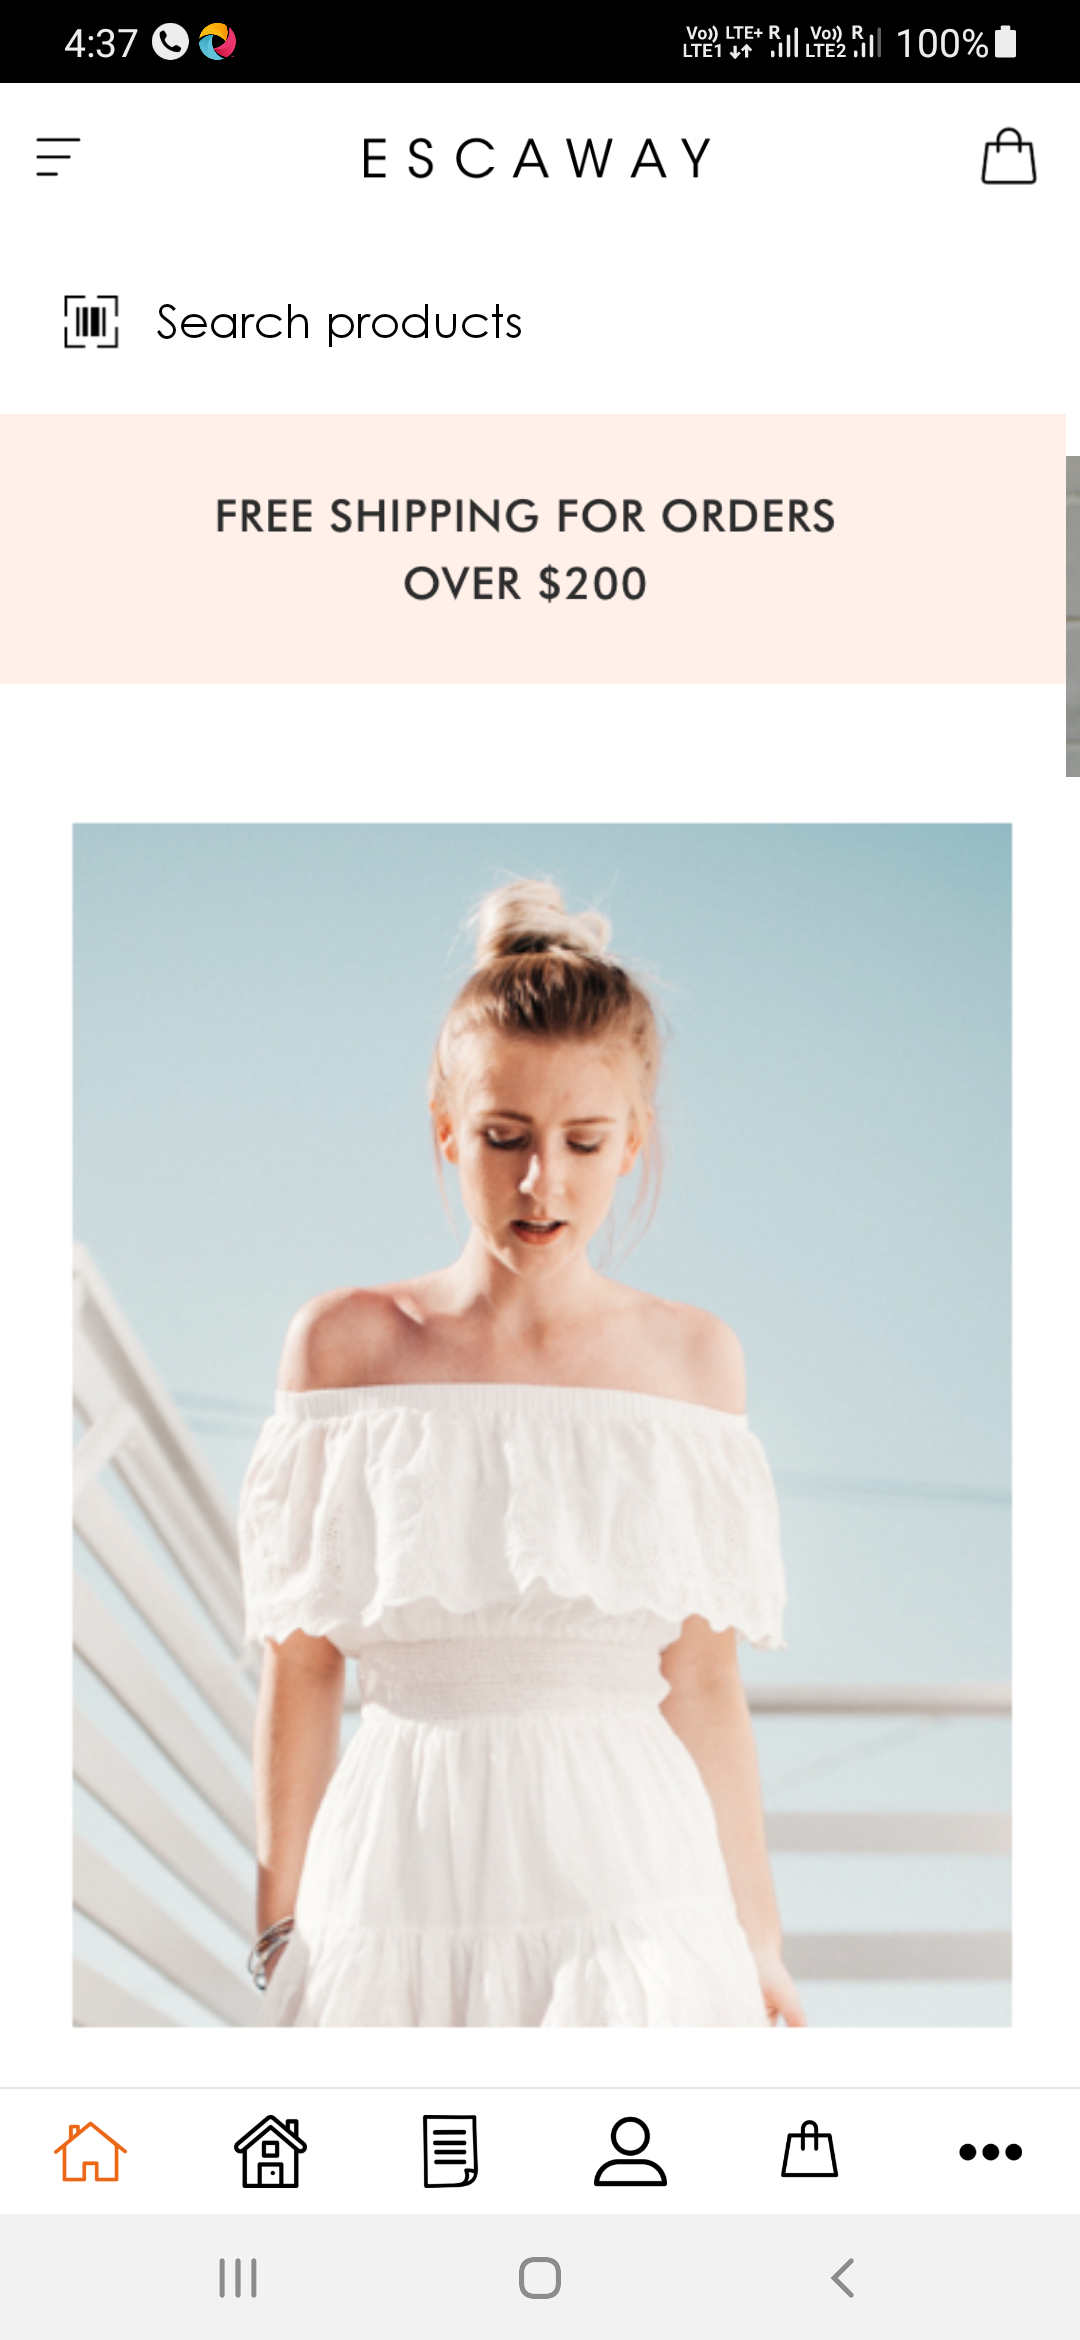 4:37
Vo)) LTE+ R Vo)) R
LTE1 LTE2 100%
ESCAWAY
Search products
FREE SHIPPING FOR ORDERS
OVER $200